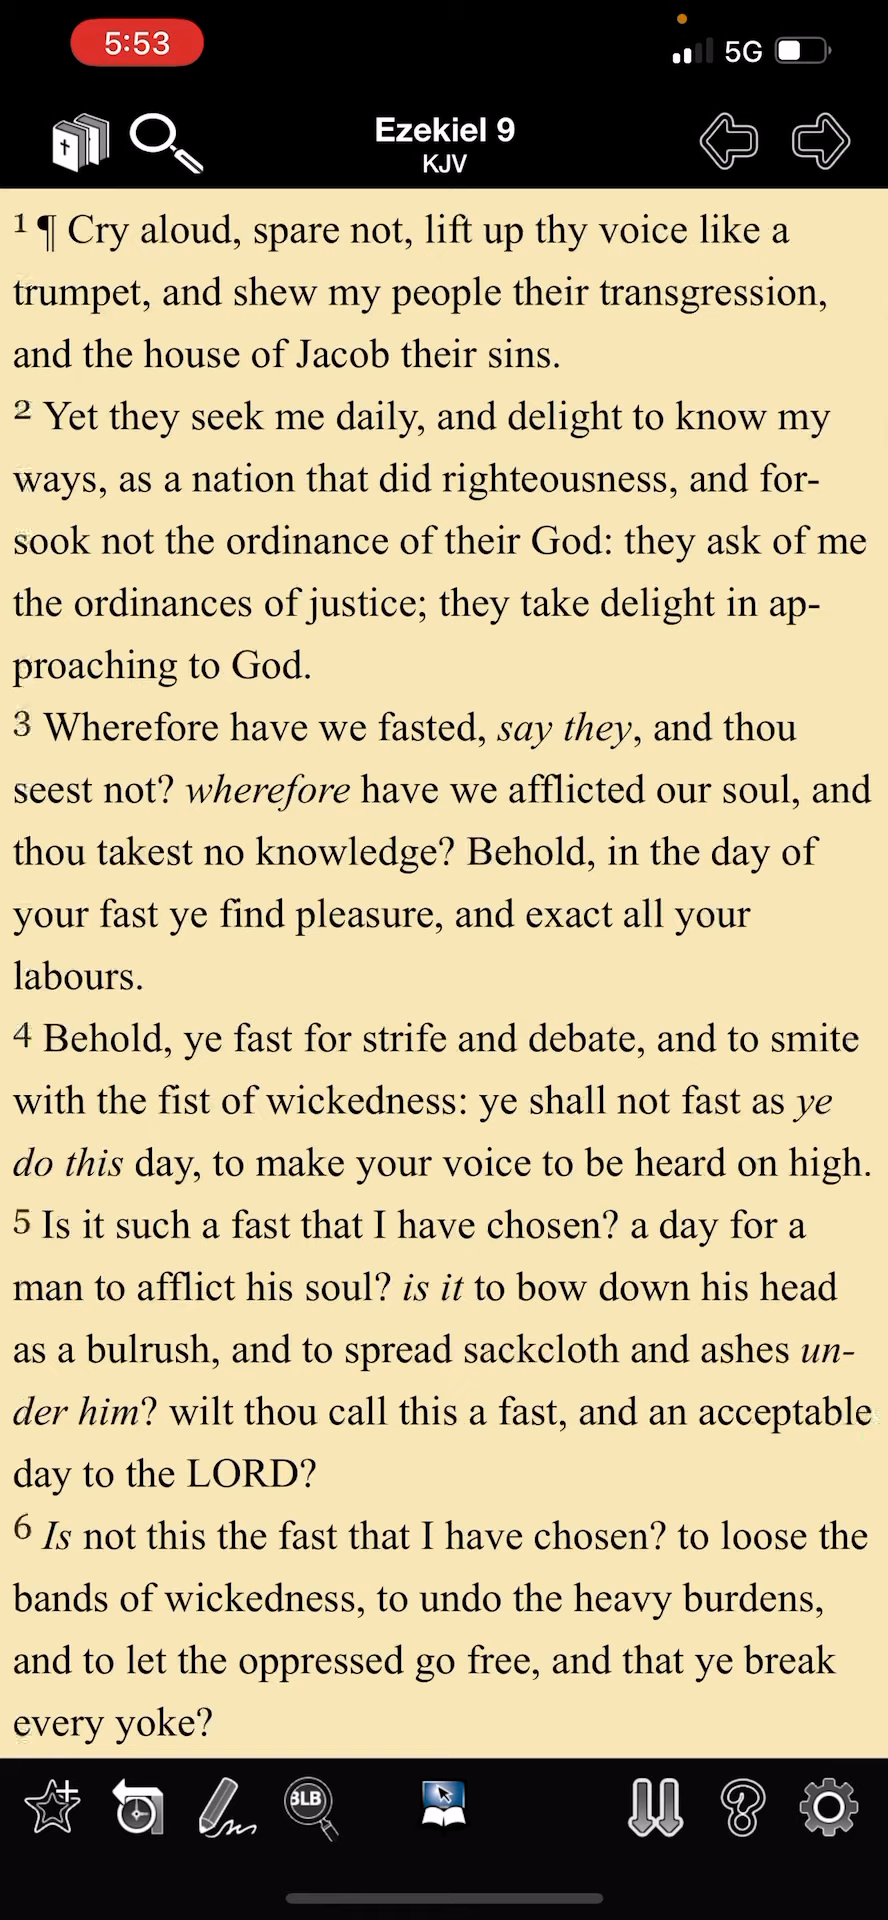 5:53
5G
Ezekiel 9
KJV
1 ¶ Cry aloud, spare not, lift up thy voice like a
trumpet, and shew my people their transgression,
and the house of Jacob their sins.
2 Yet they seek me daily, and delight to know my
ways, as a nation that did righteousness, and for-
sook not the ordinance of their God: they ask of me
the ordinances of justice; they take delight in ap-
proaching to God.
3 Wherefore have we fasted, say they, and thou
seest not? wherefore have we afflicted our soul, and
thou takest no knowledge? Behold, in the day of
your fast ye find pleasure, and exact all your
labours.
4 Behold, ye fast for strife and debate, and to smite
with the fist of wickedness: ye shall not fast as ye
do this day, to make your voice to be heard on high.
5 Is it such a fast that I have chosen? a day for a
man to afflict his soul? is it to bow down his head
as a bulrush, and to spread sackcloth and ashes un-
der him? wilt thou call this a fast, and an acceptable
day to the LORD?
6 Is not this the fast that I have chosen? to loose the
bands of wickedness, to undo the heavy burdens,
and to let the oppressed go free, and that ye break
every yoke?
BLB